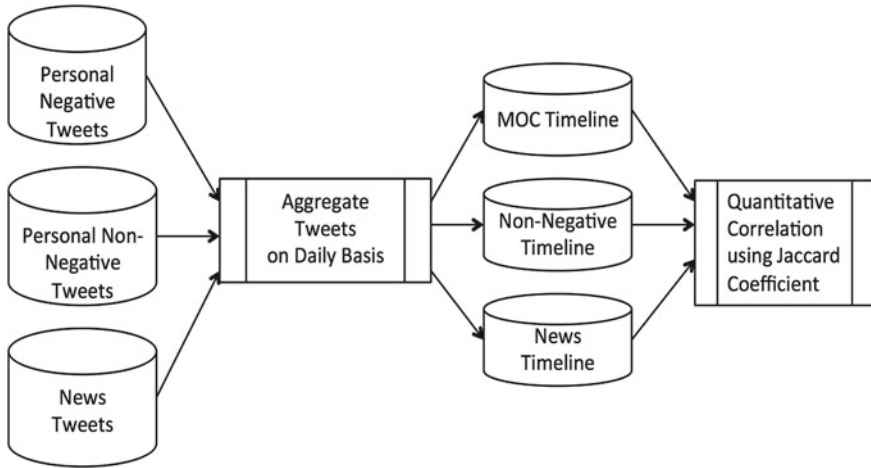 Personal
Negative
Tweets
Personal Non-
Negative
Tweets
News
Tweets
Aggregate
Tweets
on Daily Basis
MOC Timeline
Non-Negative
Timeline
News
Timeline
Quantitative
Correlation
using Jaccard
Coefficient